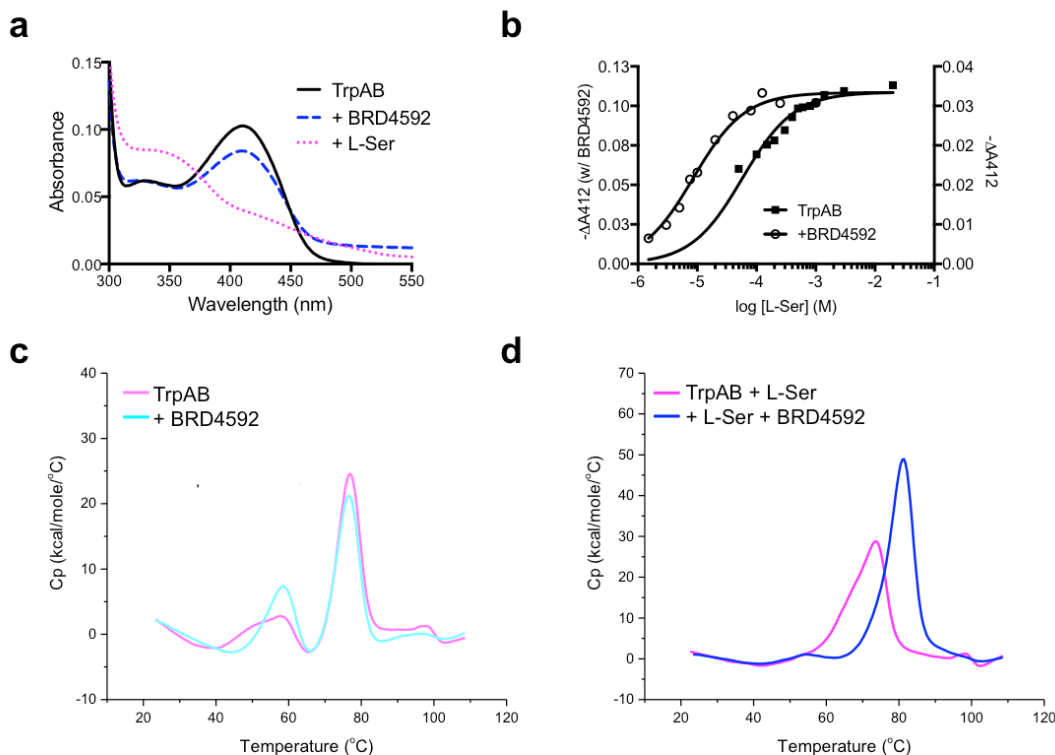 a
0.15
0.10
0.05
0.00
300
350
400
450
500
550
Absorbance
Wavelength (nm)
TrpAB
+ BRD4592
+ L-Ser
b
0.13
0.10
0.05
0.03
0.00
0.04
0.03
0.02
0.02
0.01
0.00
-6
-5
-4
-3
-2
-1
-ΔA412 (w/ BRD4592)
-ΔA412
log [L-Ser] (M)
TrpAB
+BRD4592
c
40
30
20
10
0
-10
20
40
60
80
100
120
Cp (kcal/mole/°C)
Temperature (°C)
TrpAB
+ BRD4592
d
70
60
50
40
30
20
10
0
-10
20
40
60
80
100
120
Cp (kcal/mole/°C)
Temperature (°C)
TrpAB + L-Ser
+ L-Ser + BRD4592